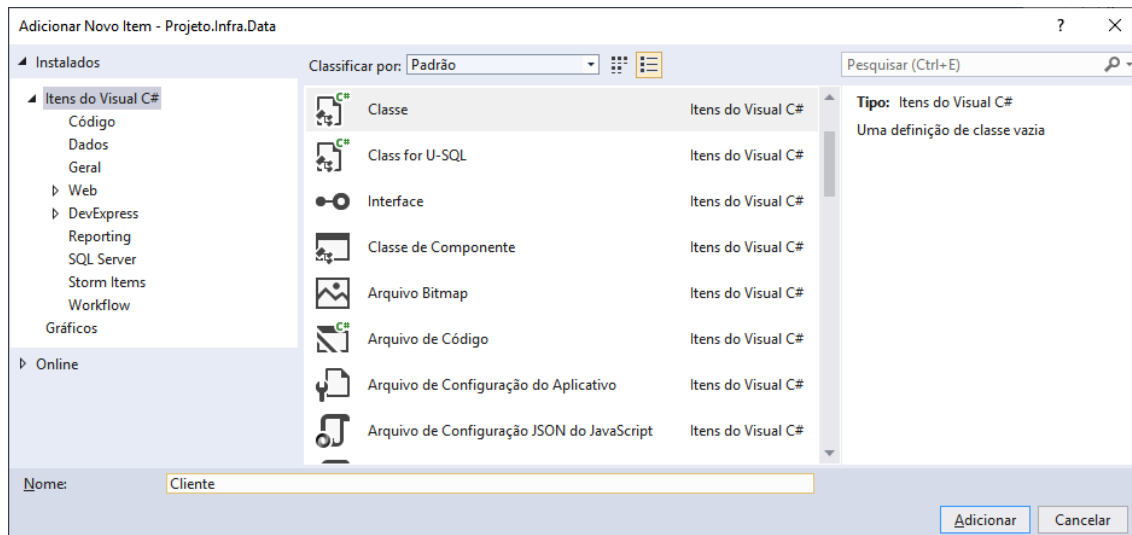 Adicionar Novo Item - Projeto.Infra.Data
?
Instalados
Classificar por: Padrão
Pesquisar (Ctrl+E)
Itens do Visual C#
Código
Dados
Geral
Web
DevExpress
Reporting
SQL Server
Storm Items
Workflow
Gráficos
Online
C# Classe Itens do Visual C#
C# Class for U-SQL Itens do Visual C#
Interface Itens do Visual C#
Classe de Componente Itens do Visual C#
Arquivo Bitmap Itens do Visual C#
C# Arquivo de Código Itens do Visual C#
Arquivo de Configuração do Aplicativo Itens do Visual C#
Arquivo de Configuração JSON do JavaScript Itens do Visual C#
Tipo: Itens do Visual C#
Uma definição de classe vazia
Nome: Cliente
Adicionar Cancelar